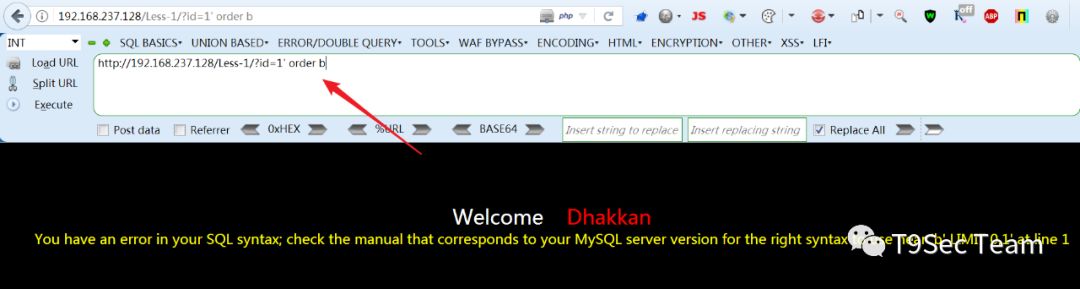 192.168.237.128/Less-1/?id=1' order b
php
JS
off
ABP
INT
SQL BASICS UNION BASED ERROR/DOUBLE QUERY TOOLS WAF BYPASS ENCODING HTML ENCRYPTION OTHER XSS LFI
Load URL
http://192.168.237.128/Less-1/?id=1' order b
Split URL
Execute
Post data Referrer 0xHEX %URL BASE64 Insert string to replace Insert replacing string Replace All
Welcome Dhakkan
You have an error in your SQL syntax; check the manual that corresponds to your MySQL server version for the right syntax to use near 'b' LIMIT 0,1' at line 1
T9Sec Team